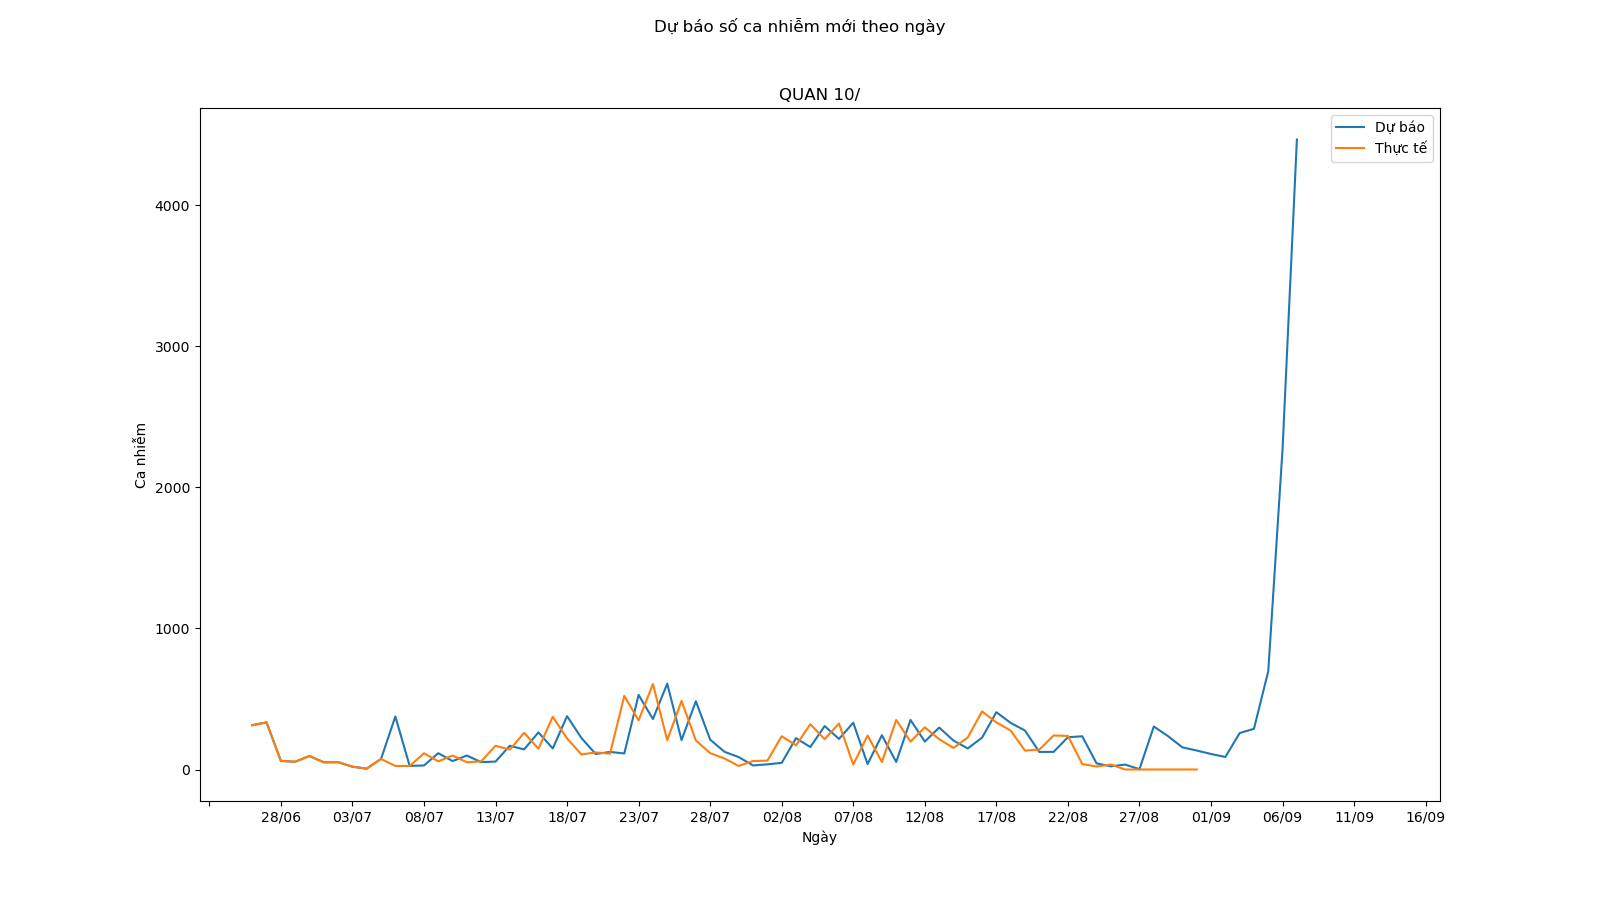 Dự báo số ca nhiễm mới theo ngày
QUAN 10/
Dự báo
Thực tế
4000
3000
2000
1000
0
Ca nhiễm
28/06 03/07 08/07 13/07 18/07 23/07 28/07 02/08 07/08 12/08 17/08 22/08 27/08 01/09 06/09 11/09 16/09
Ngày